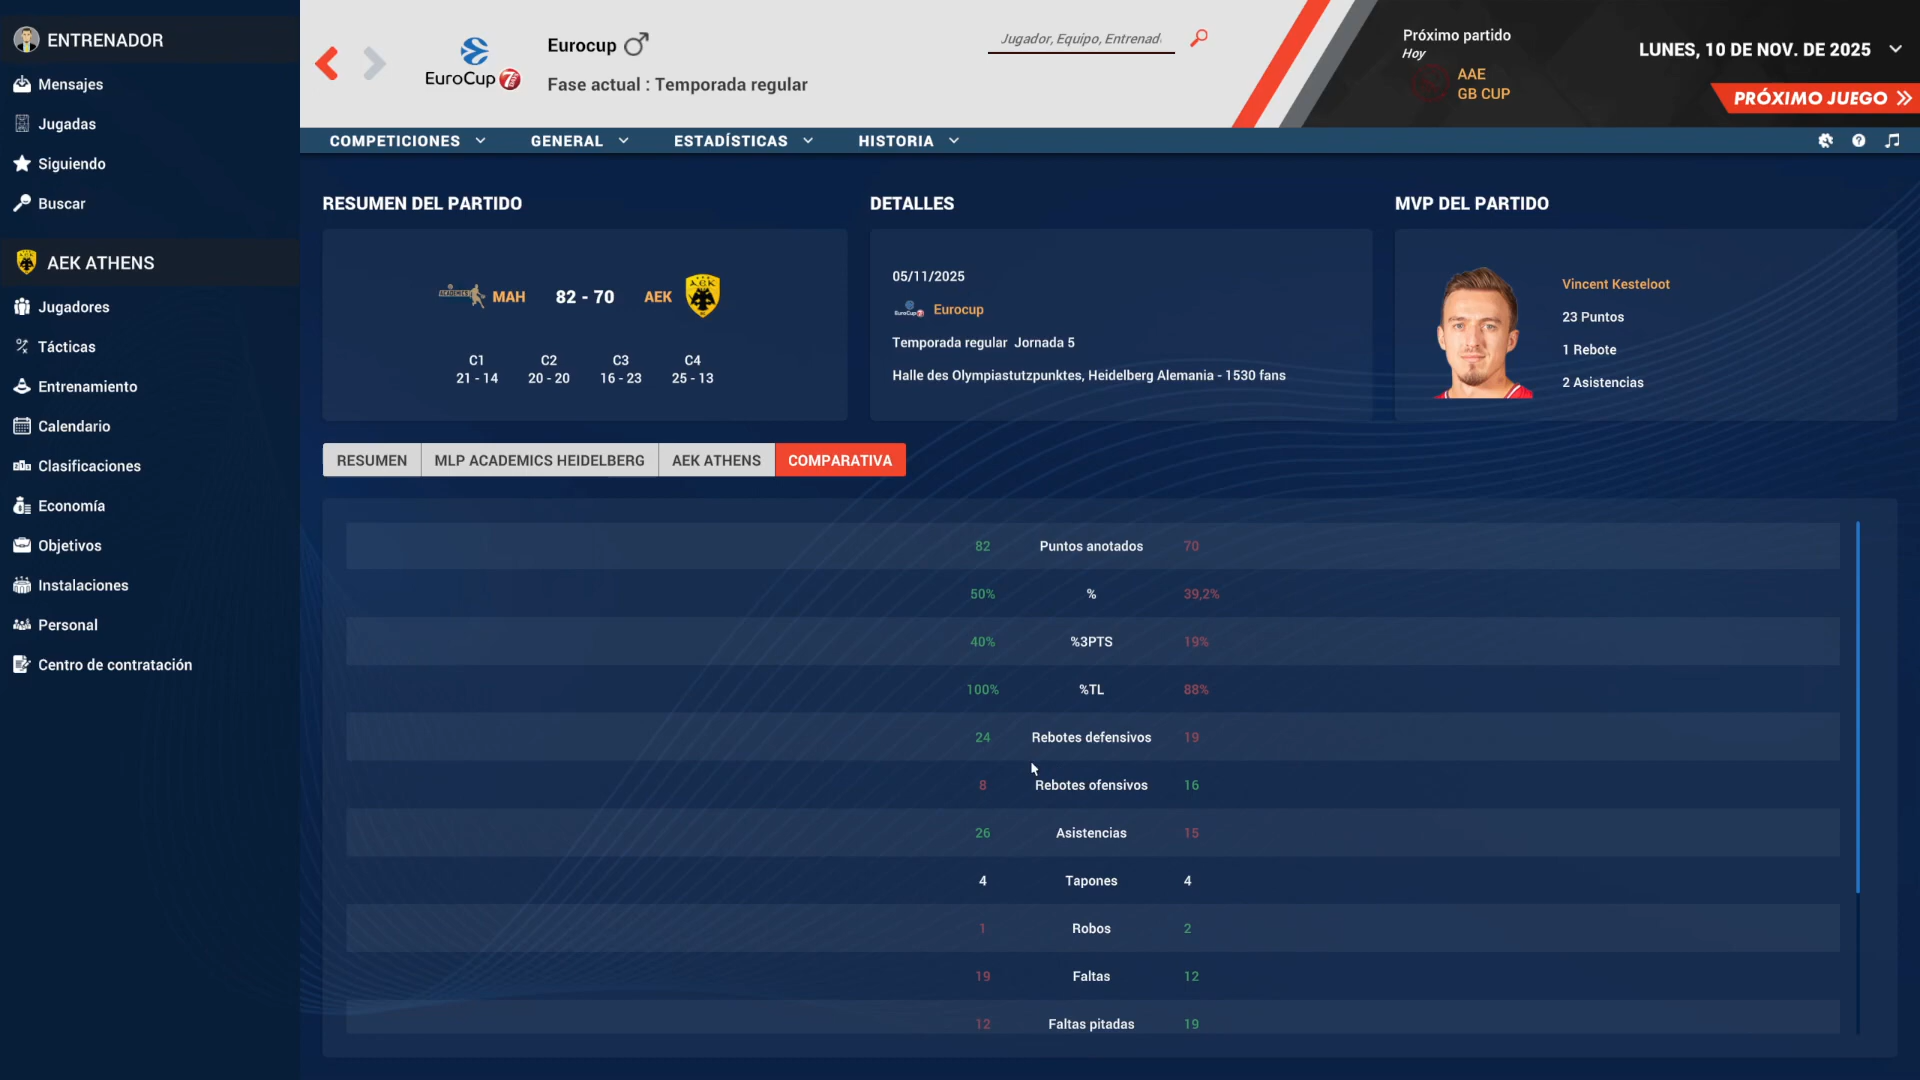 ENTRENADOR
Mensajes
Jugadas
Siguiendo
Buscar
AEK ATHENS
Jugadores
Tácticas
Entrenamiento
Calendario
Clasificaciones
Economía
Objetivos
Instalaciones
Personal
Centro de contratación
EuroCup
Eurocup
Fase actual : Temporada regular
Jugador, Equipo, Entrenad
Próximo partido
Hoy
AAE
GB CUP
LUNES, 10 DE NOV. DE 2025
PRÓXIMO JUEGO
COMPETICIONES GENERAL ESTADÍSTICAS HISTORIA
RESUMEN DEL PARTIDO
MAH 82 - 70 AEK
C1 C2 C3 C4
21 - 14 20 - 20 16 - 23 25 - 13
DETALLES
05/11/2025
Eurocup
Temporada regular Jornada 5
Halle des Olympiastutzpunktes, Heidelberg Alemania - 1530 fans
MVP DEL PARTIDO
Vincent Kesteloot
23 Puntos
1 Rebote
2 Asistencias
RESUMEN MLP ACADEMICS HEIDELBERG AEK ATHENS COMPARATIVA
82 Puntos anotados 70
50% % 39,2%
40% %3PTS 19%
100% %TL 88%
24 Rebotes defensivos 19
8 Rebotes ofensivos 16
26 Asistencias 15
4 Tapones 4
1 Robos 2
19 Faltas 12
12 Faltas pitadas 19